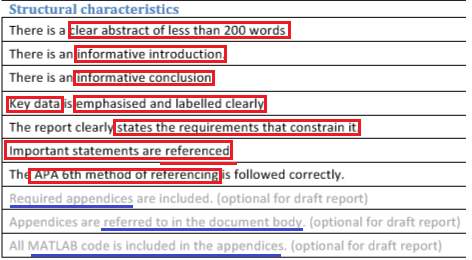 Structural characteristics
There is a clear abstract of less than 200 words
There is an informative introduction.
There is an informative conclusion
Key data is emphasised and labelled clearly
The report clearly states the requirements that constrain it
Important statements are referenced
The APA 6th method of referencing is followed correctly.
Required appendices are included. (optional for draft report)
Appendices are referred to in the document body. (optional for draft report)
All MATLAB code is included in the appendices. (optional for draft report)